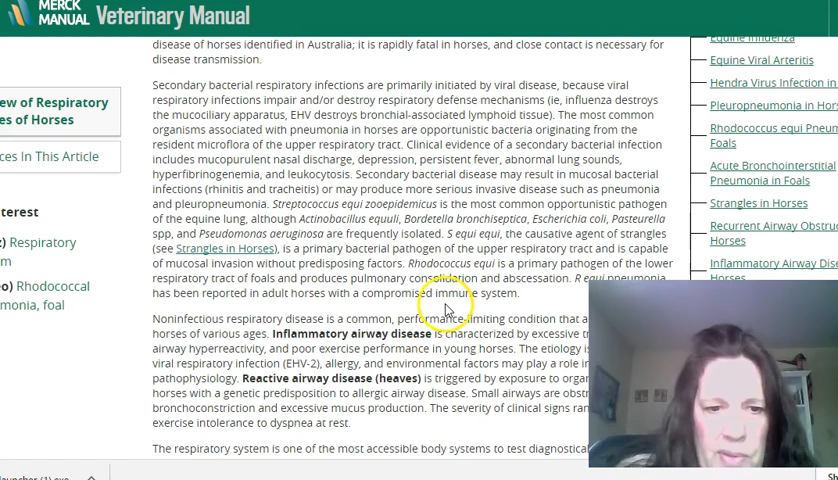 MERCK
MANUAL Veterinary Manual
disease of horses identified in Australia; it is rapidly fatal in horses, and close contact is necessary for
disease transmission.
Secondary bacterial respiratory infections are primarily initiated by viral disease, because viral
respiratory infections impair and/or destroy respiratory defense mechanisms (ie, influenza destroys
the mucociliary apparatus, EHV destroys bronchial-associated lymphoid tissue). The most common
organisms associated with pneumonia in horses are opportunistic bacteria originating from the
resident microflora of the upper respiratory tract. Clinical evidence of a secondary bacterial infection
includes mucopurulent nasal discharge, depression, persistent fever, abnormal lung sounds,
hyperfibrinogenemia, and leukocytosis. Secondary bacterial disease may result in mucosal bacterial
infections (rhinitis and tracheitis) or may produce more serious invasive disease such as pneumonia
and pleuropneumonia. Streptococcus equi zooepidemicus is the most common opportunistic pathogen
of the equine lung, although Actinobacillus equuli, Bordetella bronchiseptica, Escherichia coli, Pasteurella
spp, and Pseudomonas aeruginosa are frequently isolated. S equi equi, the causative agent of strangles
(see Strangles in Horses), is a primary bacterial pathogen of the upper respiratory tract and is capable
of mucosal invasion without predisposing factors. Rhodococcus equi is a primary pathogen of the lower
respiratory tract of foals and produces pulmonary consolidation and abscessation. R equi pneumonia
has been reported in adult horses with a compromised immune system.
Noninfectious respiratory disease is a common, performance-limiting condition that a
horses of various ages. Inflammatory airway disease is characterized by excessive tr
airway hyperreactivity, and poor exercise performance in young horses. The etiology is
viral respiratory infection (EHV-2), allergy, and environmental factors may play a role in
pathophysiology. Reactive airway disease (heaves) is triggered by exposure to organ
horses with a genetic predisposition to allergic airway disease. Small airways are obst
bronchoconstriction and excessive mucus production. The severity of clinical signs ran
exercise intolerance to dyspnea at rest.
The respiratory system is one of the most accessible body systems to test diagnostical
ew of Respiratory
es of Horses
ces In This Article
terest
) Respiratory
m
eo) Rhodococcal
monia, foal
Equine Influenza
Equine Viral Arteritis
Hendra Virus Infection in
Pleuropneumonia in Hors
Rhodococcus equi Pneum
Foals
Acute Bronchointerstitial
Pneumonia in Foals
Strangles in Horses
Recurrent Airway Obstruc
Horses
Inflammatory Airway Dise
Horses
launcher (1).exe
Sh